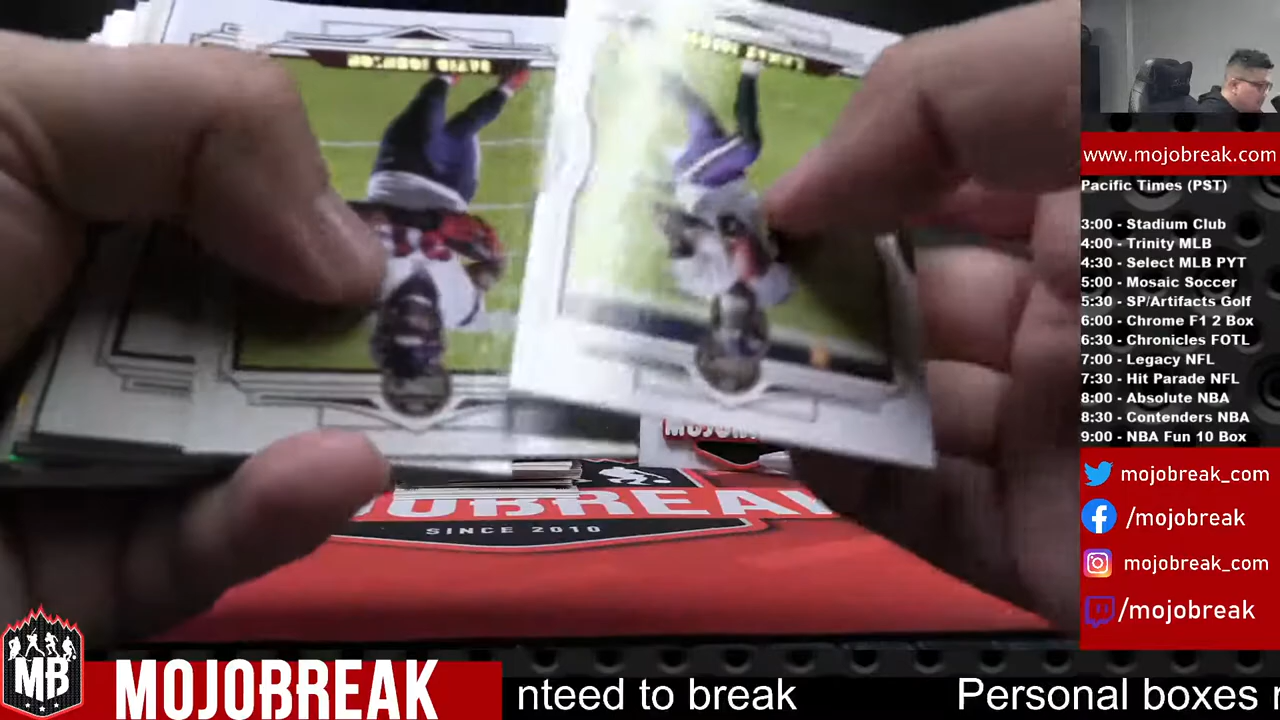 DAVID JOHNSON
MOJOBREAK
SINCE 2010
www.mojobreak.com
Pacific Times (PST)
3:00 - Stadium Club
4:00 - Trinity MLB
4:30 - Select MLB PYT
5:00 - Mosaic Soccer
5:30 - SP/Artifacts Golf
6:00 - Chrome F1 2 Box
6:30 - Chronicles FOTL
7:00 - Legacy NFL
7:30 - Hit Parade NFL
8:00 - Absolute NBA
8:30 - Contenders NBA
9:00 - NBA Fun 10 Box
mojobreak_com
/mojobreak
mojobreak_com
/mojobreak
MB
MOJOBREAK
nteed to break Personal boxes